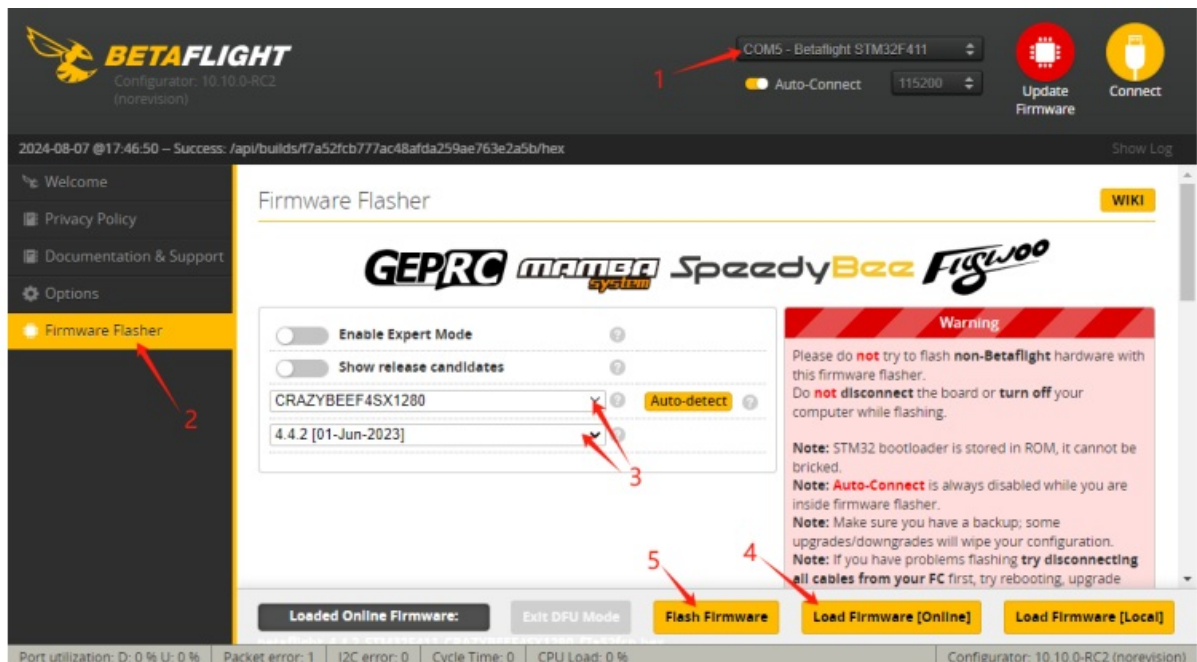 BETAFLIGHT
Configurator: 10.10.0-RC2
(norevision)
1
COM5 - Betaflight STM32F411
Auto-Connect
115200
Update
Firmware
Connect
2024-08-07 @17:46:50 -- Success: /api/builds/f7a52fcb777ac48afda259ae763e2a5b/hex
Show Log
Welcome
Privacy Policy
Documentation & Support
Options
Firmware Flasher
2
Firmware Flasher
WIKI
GEPRC
MAMBA
system
SpeedyBee
Flywoo
Enable Expert Mode
Show release candidates
CRAZYBEEF4SX1280
Auto-detect
4.4.2 [01-Jun-2023]
3
Warning
Please do not try to flash non-Betaflight hardware with
this firmware flasher.
Do not disconnect the board or turn off your
computer while flashing.
Note: STM32 bootloader is stored in ROM, it cannot be
bricked.
Note: Auto-Connect is always disabled while you are
inside firmware flasher.
Note: Make sure you have a backup; some
upgrades/downgrades will wipe your configuration.
Note: If you have problems flashing try disconnecting
all cables from your FC first, try rebooting, upgrade
5
4
Loaded Online Firmware:
Exit DFU Mode
Flash Firmware
Load Firmware [Online]
Load Firmware [Local]
Port utilization: D: 0 % U: 0 %
Packet error: 1
I2C error: 0
Cycle Time: 0
CPU Load: 0 %
Configurator: 10.10.0-RC2 (norevision)